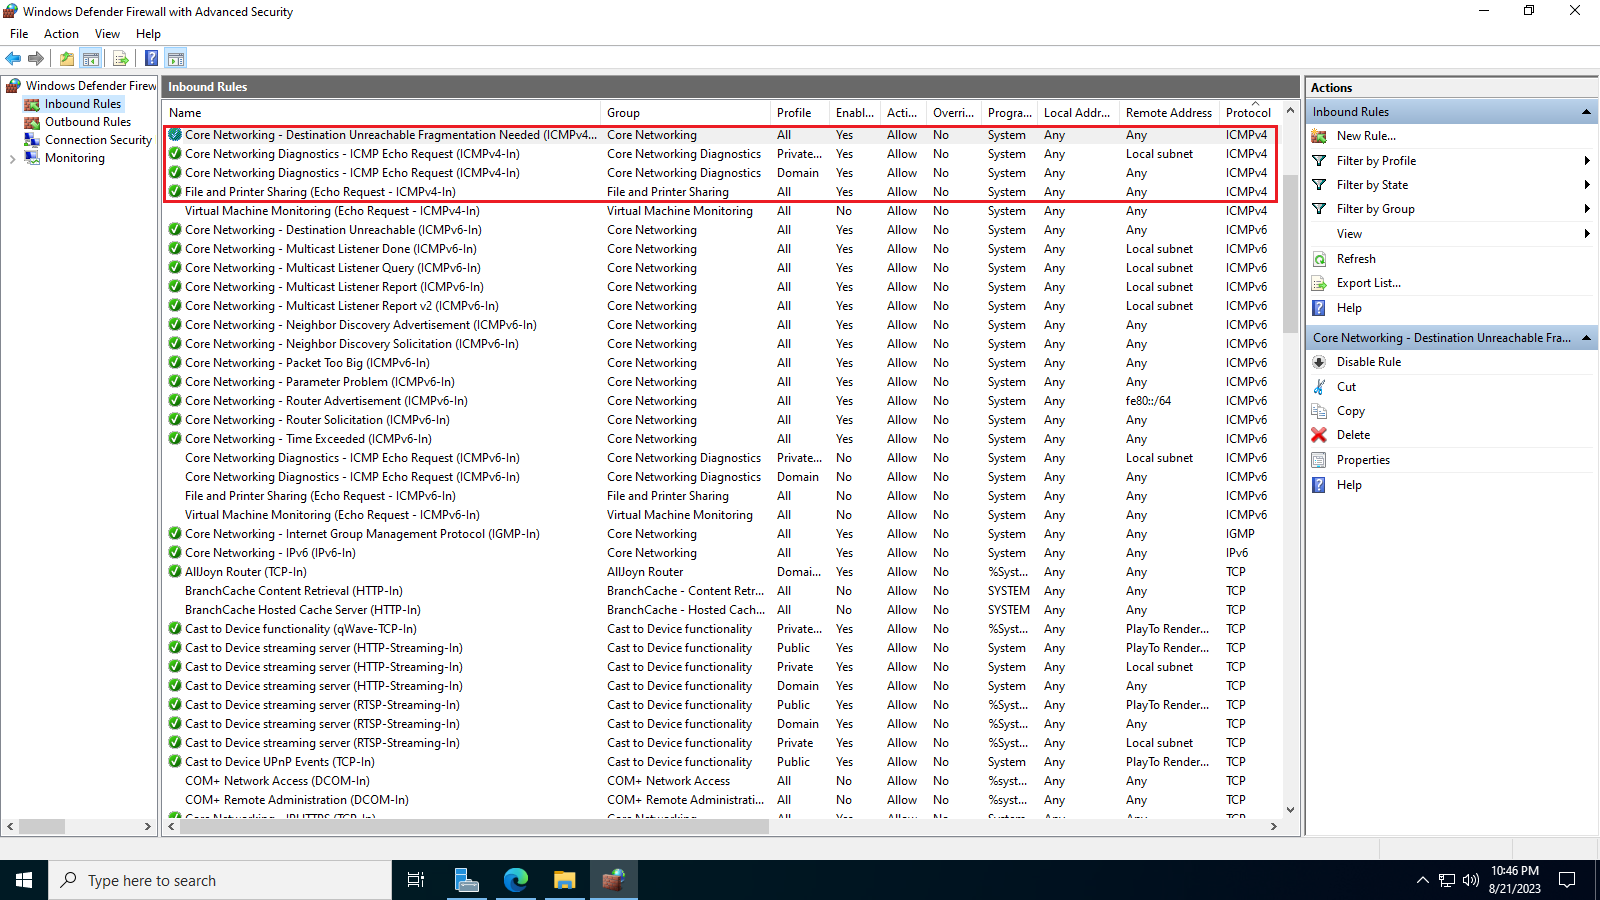 Windows Defender Firewall with Advanced Security
File Action View Help
Windows Defender Firew
Inbound Rules
Outbound Rules
Connection Security
Monitoring
Inbound Rules
Name Group Profile Enabl... Acti... Overri... Progra... Local Addr... Remote Address Protocol
Core Networking - Destination Unreachable Fragmentation Needed (ICMPv4... Core Networking All Yes Allow No System Any Any ICMPv4
Core Networking Diagnostics - ICMP Echo Request (ICMPv4-In) Core Networking Diagnostics Private... Yes Allow No System Any Local subnet ICMPv4
Core Networking Diagnostics - ICMP Echo Request (ICMPv4-In) Core Networking Diagnostics Domain Yes Allow No System Any Any ICMPv4
File and Printer Sharing (Echo Request - ICMPv4-In) File and Printer Sharing All Yes Allow No System Any Any ICMPv4
Virtual Machine Monitoring (Echo Request - ICMPv4-In) Virtual Machine Monitoring All No Allow No System Any Any ICMPv4
Core Networking - Destination Unreachable (ICMPv6-In) Core Networking All Yes Allow No System Any Any ICMPv6
Core Networking - Multicast Listener Done (ICMPv6-In) Core Networking All Yes Allow No System Any Local subnet ICMPv6
Core Networking - Multicast Listener Query (ICMPv6-In) Core Networking All Yes Allow No System Any Local subnet ICMPv6
Core Networking - Multicast Listener Report (ICMPv6-In) Core Networking All Yes Allow No System Any Local subnet ICMPv6
Core Networking - Multicast Listener Report v2 (ICMPv6-In) Core Networking All Yes Allow No System Any Local subnet ICMPv6
Core Networking - Neighbor Discovery Advertisement (ICMPv6-In) Core Networking All Yes Allow No System Any Any ICMPv6
Core Networking - Neighbor Discovery Solicitation (ICMPv6-In) Core Networking All Yes Allow No System Any Any ICMPv6
Core Networking - Packet Too Big (ICMPv6-In) Core Networking All Yes Allow No System Any Any ICMPv6
Core Networking - Parameter Problem (ICMPv6-In) Core Networking All Yes Allow No System Any Any ICMPv6
Core Networking - Router Advertisement (ICMPv6-In) Core Networking All Yes Allow No System Any fe80::/64 ICMPv6
Core Networking - Router Solicitation (ICMPv6-In) Core Networking All Yes Allow No System Any Any ICMPv6
Core Networking - Time Exceeded (ICMPv6-In) Core Networking All Yes Allow No System Any Any ICMPv6
Core Networking Diagnostics - ICMP Echo Request (ICMPv6-In) Core Networking Diagnostics Private... No Allow No System Any Local subnet ICMPv6
Core Networking Diagnostics - ICMP Echo Request (ICMPv6-In) Core Networking Diagnostics Domain No Allow No System Any Any ICMPv6
File and Printer Sharing (Echo Request - ICMPv6-In) File and Printer Sharing All No Allow No System Any Any ICMPv6
Virtual Machine Monitoring (Echo Request - ICMPv6-In) Virtual Machine Monitoring All No Allow No System Any Any ICMPv6
Core Networking - Internet Group Management Protocol (IGMP-In) Core Networking All Yes Allow No System Any Any IGMP
Core Networking - IPv6 (IPv6-In) Core Networking All Yes Allow No System Any Any IPv6
AllJoyn Router (TCP-In) AllJoyn Router Domai... Yes Allow No %Syst... Any Any TCP
BranchCache Content Retrieval (HTTP-In) BranchCache - Content Retr... All No Allow No SYSTEM Any Any TCP
BranchCache Hosted Cache Server (HTTP-In) BranchCache - Hosted Cach... All No Allow No SYSTEM Any Any TCP
Cast to Device functionality (qWave-TCP-In) Cast to Device functionality Private... Yes Allow No %Syst... Any PlayTo Render... TCP
Cast to Device streaming server (HTTP-Streaming-In) Cast to Device functionality Public Yes Allow No System Any PlayTo Render... TCP
Cast to Device streaming server (HTTP-Streaming-In) Cast to Device functionality Private Yes Allow No System Any Local subnet TCP
Cast to Device streaming server (HTTP-Streaming-In) Cast to Device functionality Domain Yes Allow No System Any Any TCP
Cast to Device streaming server (RTSP-Streaming-In) Cast to Device functionality Public Yes Allow No %Syst... Any PlayTo Render... TCP
Cast to Device streaming server (RTSP-Streaming-In) Cast to Device functionality Domain Yes Allow No %Syst... Any Any TCP
Cast to Device streaming server (RTSP-Streaming-In) Cast to Device functionality Private Yes Allow No %Syst... Any Local subnet TCP
Cast to Device UPnP Events (TCP-In) Cast to Device functionality Public Yes Allow No System Any PlayTo Render... TCP
COM+ Network Access (DCOM-In) COM+ Network Access All No Allow No %syst... Any Any TCP
COM+ Remote Administration (DCOM-In) COM+ Remote Administrati... All No Allow No %syst... Any Any TCP
Core Networking - IPHTTPS (TCP-In) Core Networking All Yes Allow No System Any Any TCP
Actions
Inbound Rules
New Rule...
Filter by Profile
Filter by State
Filter by Group
View
Refresh
Export List...
Help
Core Networking - Destination Unreachable Fra...
Disable Rule
Cut
Copy
Delete
Properties
Help
Type here to search
10:46 PM
8/21/2023